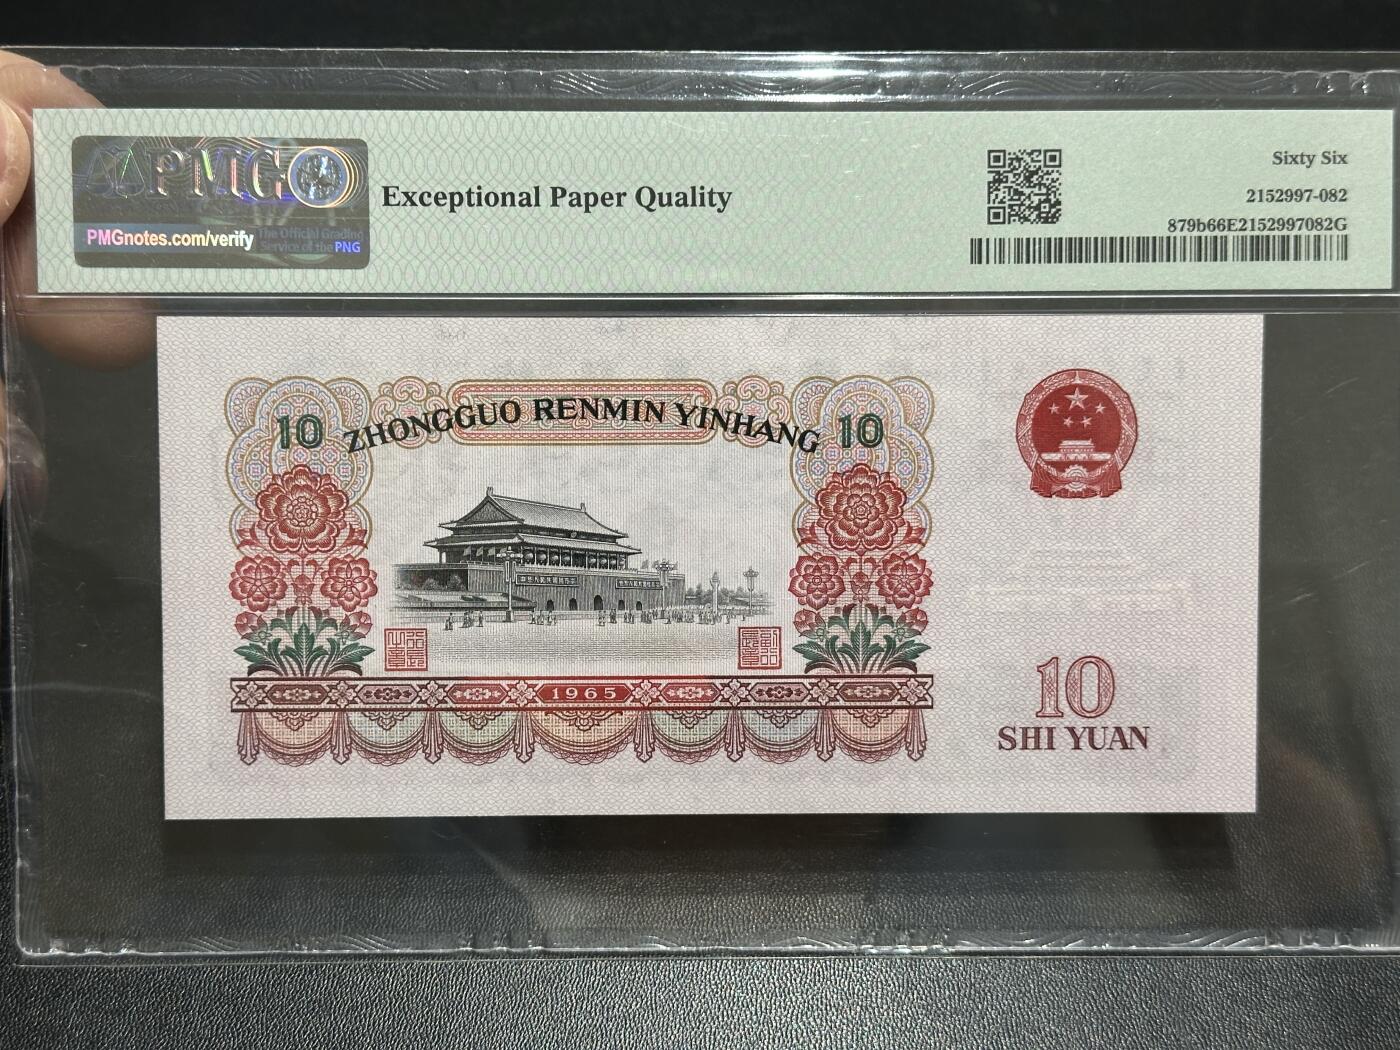 PMG
PMGnotes.com/verify
The Official Grading
Service of the PNG
Exceptional Paper Quality
Sixty Six
2152997-082
879b66E2152997082G
10
ZHONGGUO RENMIN YINHANG
10
1965
10
SHI YUAN